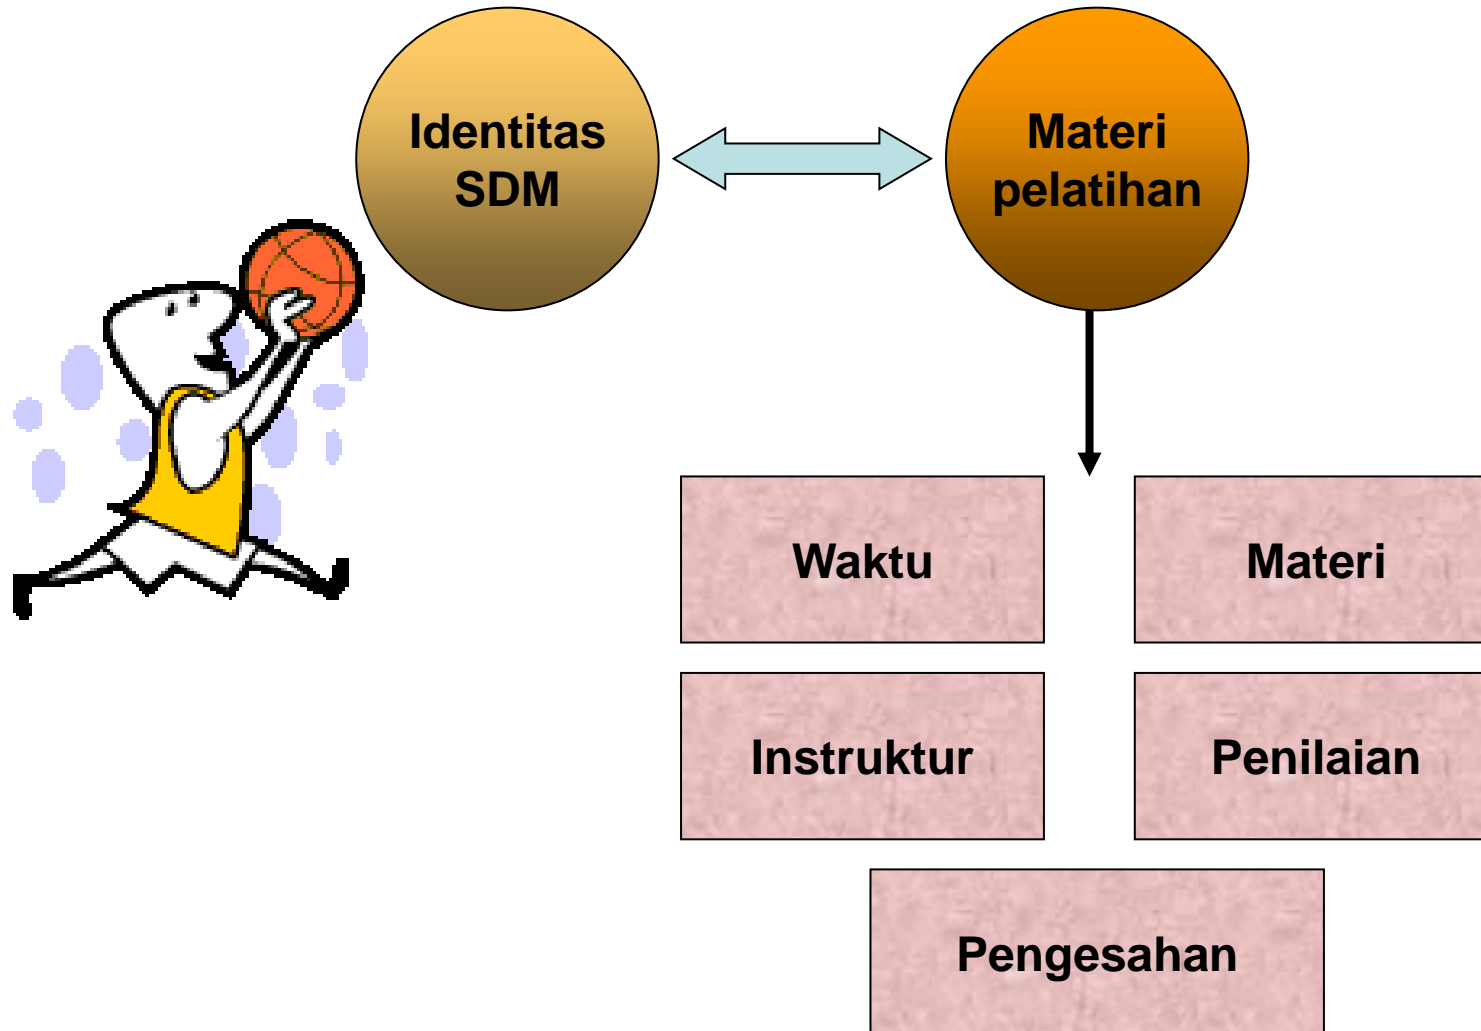 Identitas
SDM
Materi
pelatihan
Waktu
Materi
Instruktur
Penilaian
Pengesahan